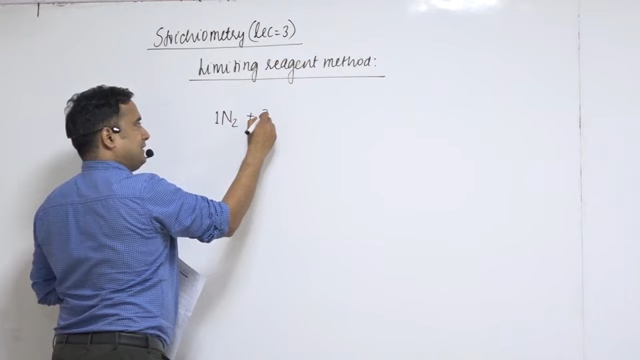 Stoichiometry (lec=3)
Limiting reagent method:
1N₂ +